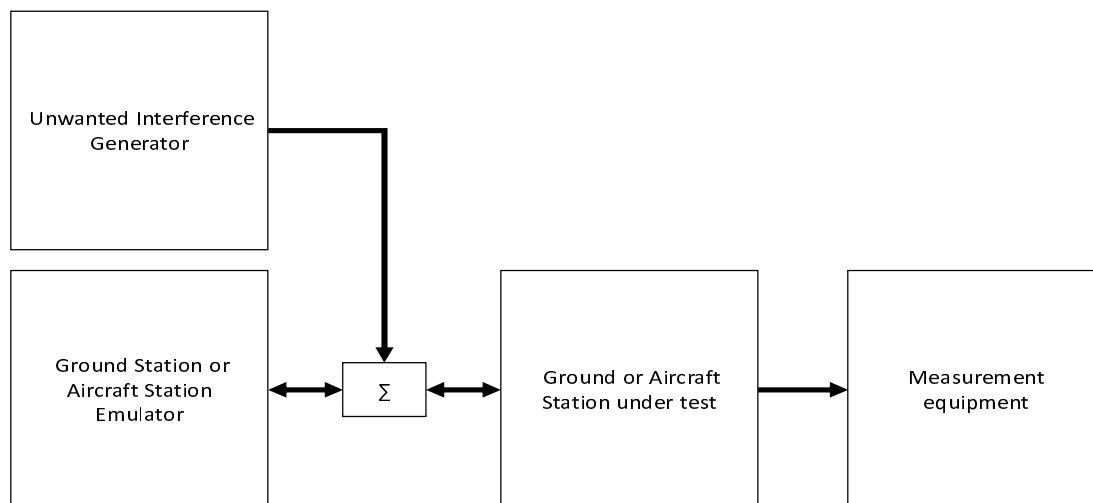 Unwanted Interference
Generator
Ground Station or
Aircraft Station
Emulator
Σ
Ground or Aircraft
Station under test
Measurement
equipment